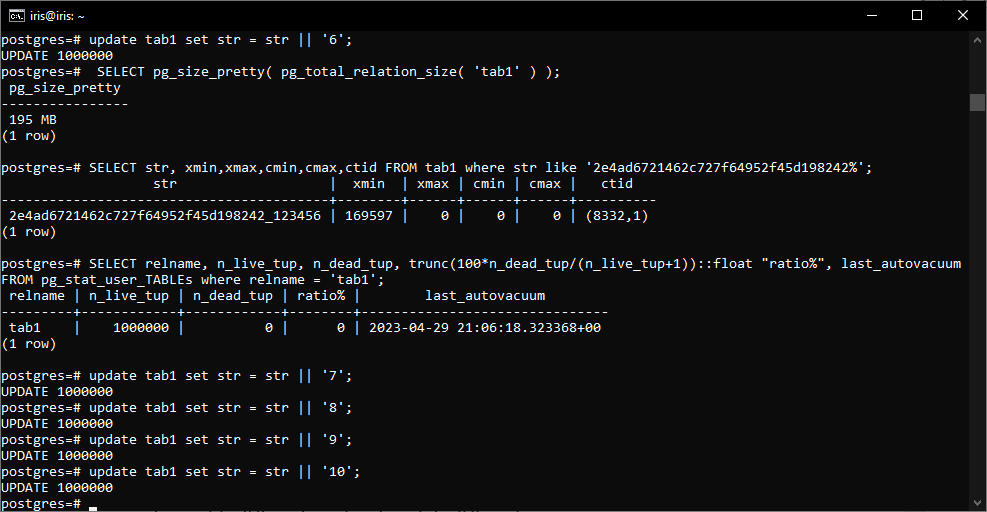 iris@iris: ~
postgres=# update tab1 set str = str || '6';
UPDATE 1000000
postgres=#  SELECT pg_size_pretty( pg_total_relation_size( 'tab1' ) );
 pg_size_pretty
----------------
 195 MB
(1 row)
postgres=# SELECT str, xmin,xmax,cmin,cmax,ctid FROM tab1 where str like '2e4ad6721462c727f64952f45d198242%';
                   str                   |  xmin  | xmax | cmin | cmax |   ctid
-----------------------------------------+--------+------+------+------+----------
 2e4ad6721462c727f64952f45d198242_123456 | 169597 |    0 |    0 |    0 | (8332,1)
(1 row)
postgres=# SELECT relname, n_live_tup, n_dead_tup, trunc(100*n_dead_tup/(n_live_tup+1))::float "ratio%", last_autovacuum
FROM pg_stat_user_TABLEs where relname = 'tab1';
 relname | n_live_tup | n_dead_tup | ratio% |        last_autovacuum
---------+------------+------------+--------+-------------------------------
 tab1    |    1000000 |          0 |      0 | 2023-04-29 21:06:18.323368+00
(1 row)
postgres=# update tab1 set str = str || '7';
UPDATE 1000000
postgres=# update tab1 set str = str || '8';
UPDATE 1000000
postgres=# update tab1 set str = str || '9';
UPDATE 1000000
postgres=# update tab1 set str = str || '10';
UPDATE 1000000
postgres=#